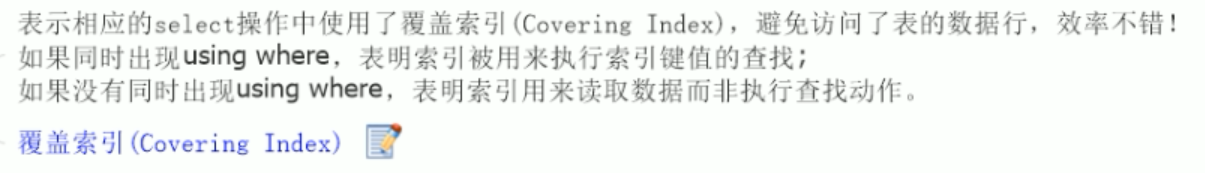 表示相应的select操作中使用了覆盖索引(Covering Index)，避免访问了表的数据行，效率不错！
如果同时出现using where，表明索引被用来执行索引键值的查找；
如果没有同时出现using where，表明索引用来读取数据而非执行查找动作。
覆盖索引(Covering Index)